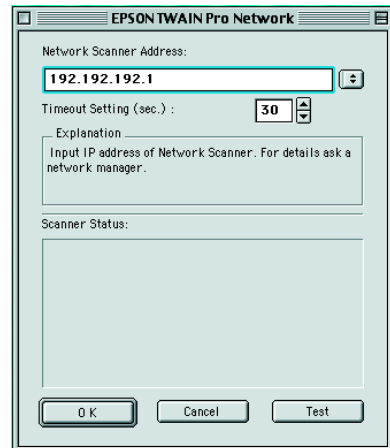 EPSON TWAIN Pro Network
Network Scanner Address:
192.192.192.1
Timeout Setting (sec.) :
30
Explanation
Input IP address of Network Scanner. For details ask a
network manager.
Scanner Status:
OK
Cancel
Test